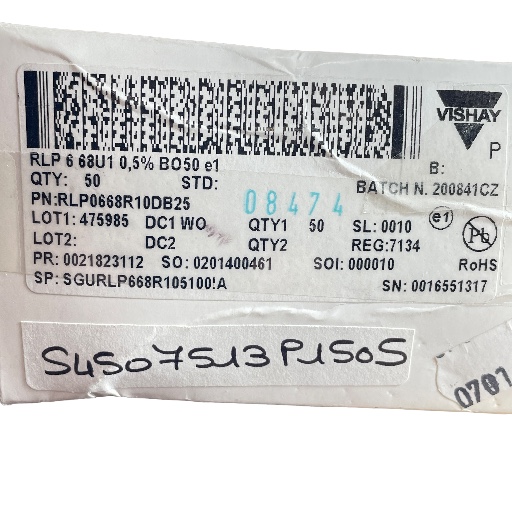 VISHAY
P
RLP 6 68U1 0,5% BO50 e1
B:
QTY: 50 STD:
BATCH N. 200841CZ
PN:RLP0668R10DB25
08474
e1
LOT1: 475985 DC1 WO QTY1 50 SL: 0010
Pb
LOT2: DC2 QTY2 REG:7134
PR: 0021823112 SO: 0201400461 SOI: 000010 RoHS
SP: SGURLP668R105100!A SN: 0016551317
S4507513P1505
0701